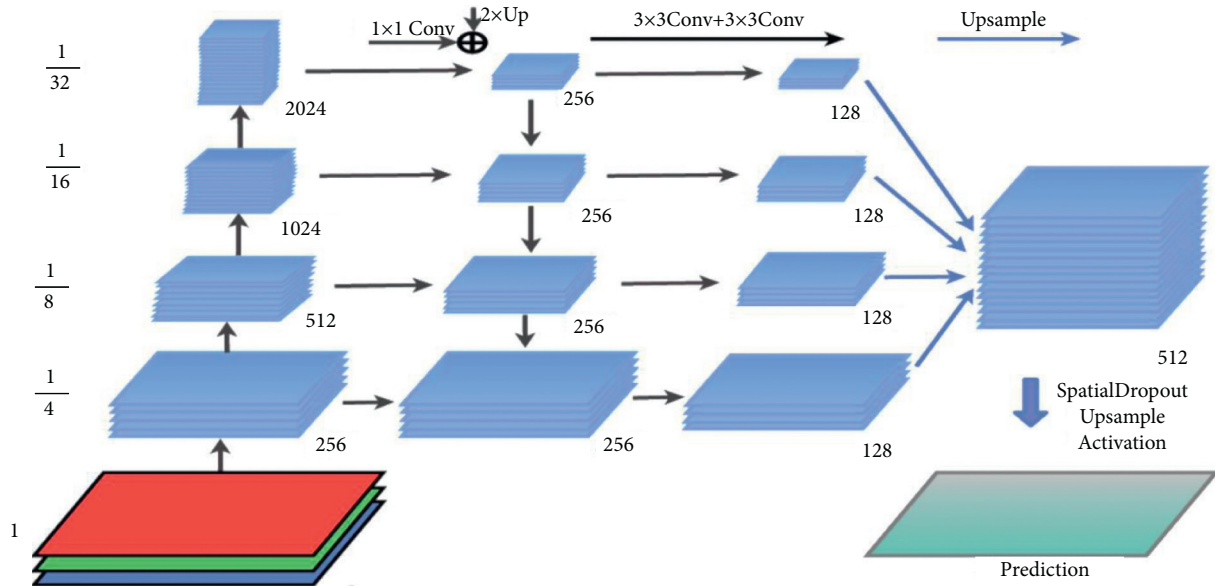 1×1 Conv
2×Up
3×3Conv+3×3Conv
Upsample
1
32
2024
256
128
1
16
1024
256
128
1
8
512
256
128
1
4
256
256
128
512
SpatialDropout
Upsample
Activation
1
Prediction